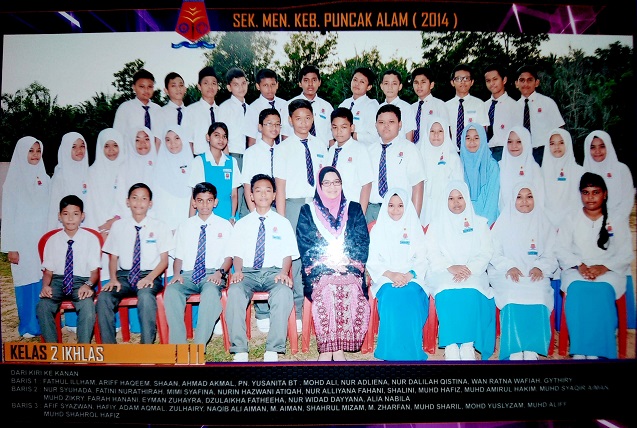 SEK. MEN. KEB. PUNCAK ALAM ( 2014 )
KELAS 2 IKHLAS
DARI KIRI KE KANAN
BARIS 1 : FATHUL ILLHAM, ARIFF HAQEEM, SHAAN, AHMAD AKMAL, PN. YUSANITA BT . MOHD ALI, NUR ADLIENA, NUR DALILAH QISTINA, WAN RATNA WAFIAH, GYTHIRY
BARIS 2 : NUR SYUHADA, FATINI NURATHIRAH, MIMI SYAFINA, NURIN HAZWANI ATIQAH, NUR ALLIYANA FAHANI, SHALINI, MUHD HAFIZ, MUHD AMIRUL HAKIM, MUHD SYAQIR AIMAN,
MUHD ZIKRY, FARAH HANANI, EYMAN ZUHAYRA, DZULAIKHA FATHEEHA, NUR WIDAD DAYYANA, ALIA NABILA
BARIS 3 : AFIF SYAZWAN, HAFIY, ADAM AQMAL, ZULHAIRY, NAQIB ALI AIMAN, M. AIMAN, SHAHRUL MIZAM, M. ZHARFAN, MUHD SHARIL, MOHD YUSLYZAM, MUHD ALIFF
MUHD SHAHROL HAFIZ